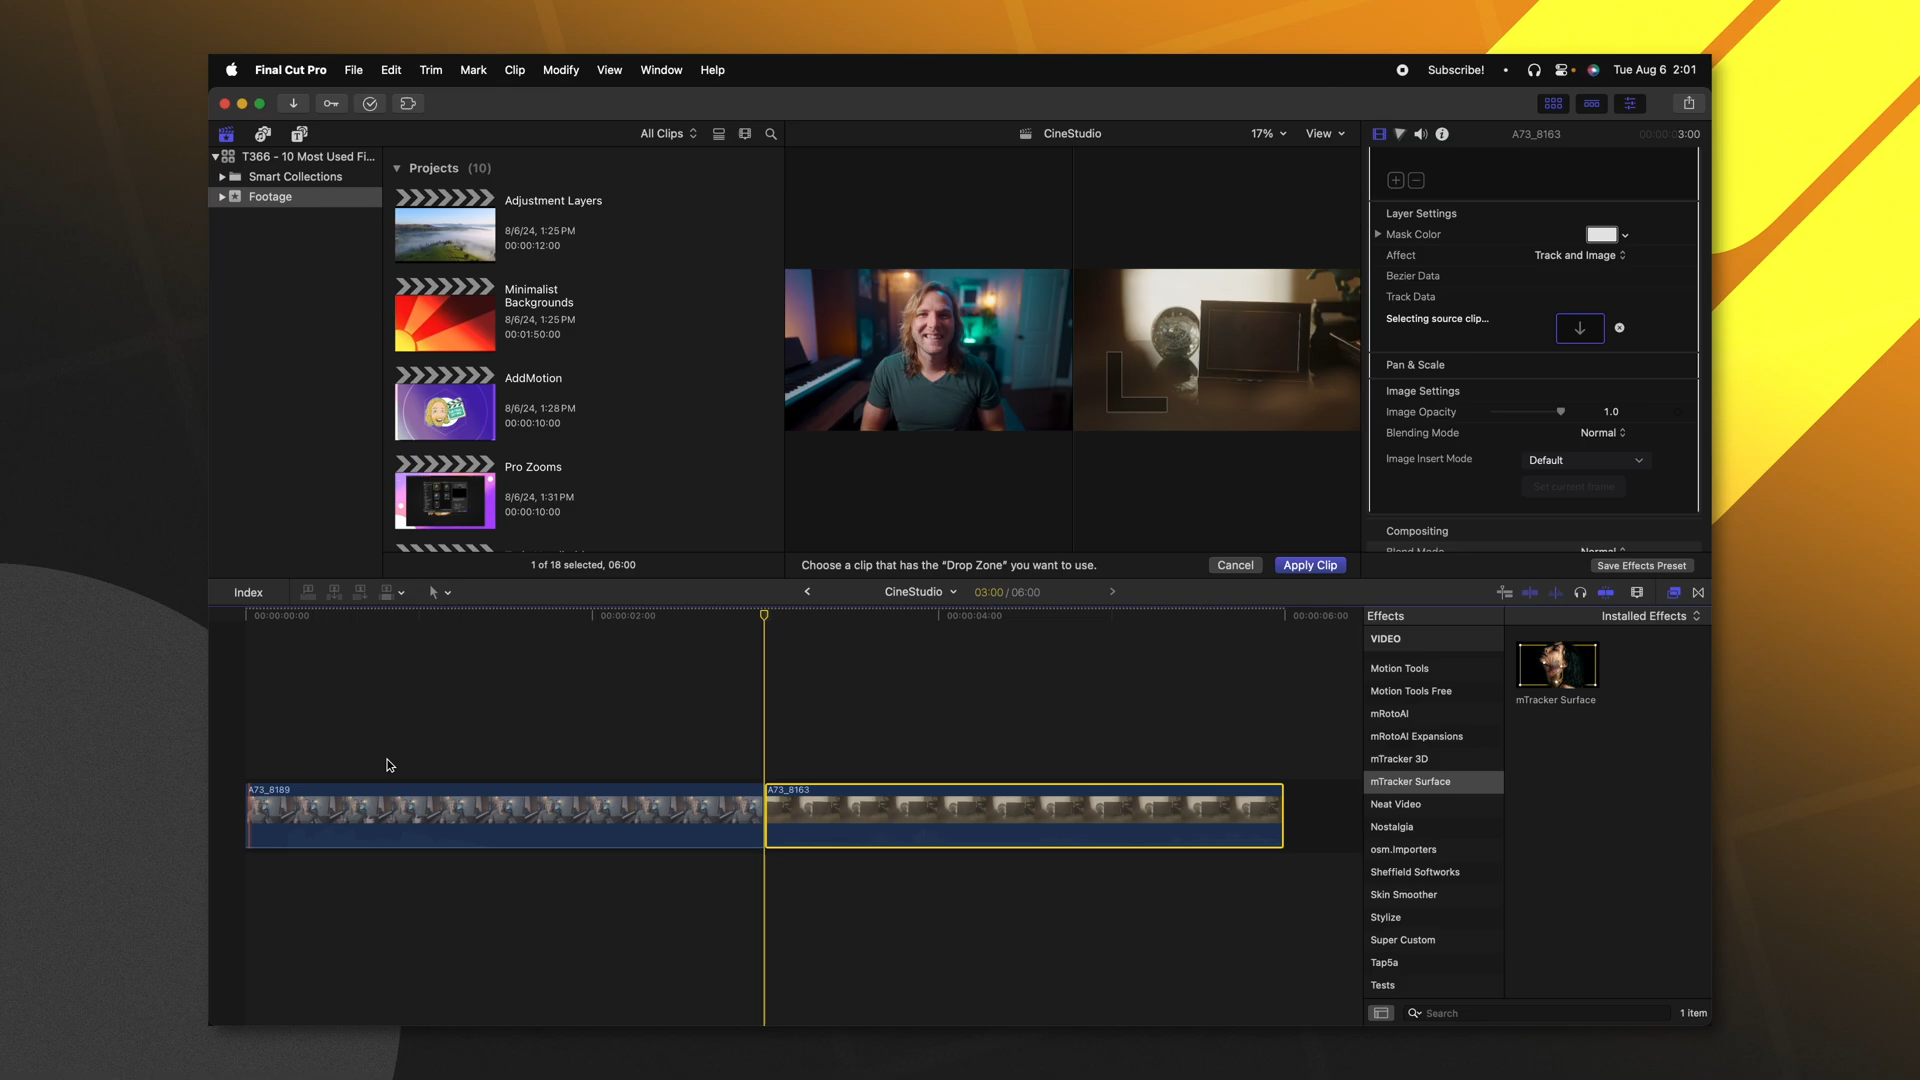 Final Cut Pro File Edit Trim Mark Clip Modify View Window Help
Subscribe! Tue Aug 6 2:01
All Clips
CineStudio
17% View
A73_8163 00:00:03:00
T366 - 10 Most Used Fi...
Smart Collections
Footage
Projects (10)
Adjustment Layers
8/6/24, 1:25 PM
00:00:12:00
Minimalist
Backgrounds
8/6/24, 1:25 PM
00:01:50:00
AddMotion
8/6/24, 1:28 PM
00:00:10:00
Pro Zooms
8/6/24, 1:31 PM
00:00:10:00
1 of 18 selected, 06:00
Choose a clip that has the “Drop Zone” you want to use.
Cancel Apply Clip
Layer Settings
Mask Color
Affect Track and Image
Bezier Data
Track Data
Selecting source clip...
Pan & Scale
Image Settings
Image Opacity 1.0
Blending Mode Normal
Image Insert Mode Default
Set current frame
Compositing
Blend Mode Normal
Save Effects Preset
Index
CineStudio 03:00 / 06:00
00:00:00:00 00:00:02:00 00:00:04:00 00:00:06:00
A73_8189
A73_8163
Effects Installed Effects
VIDEO
Motion Tools
Motion Tools Free
mRotoAI
mRotoAI Expansions
mTracker 3D
mTracker Surface
Neat Video
Nostalgia
osm.Importers
Sheffield Softworks
Skin Smoother
Stylize
Super Custom
Tap5a
Tests
mTracker Surface
Search 1 item